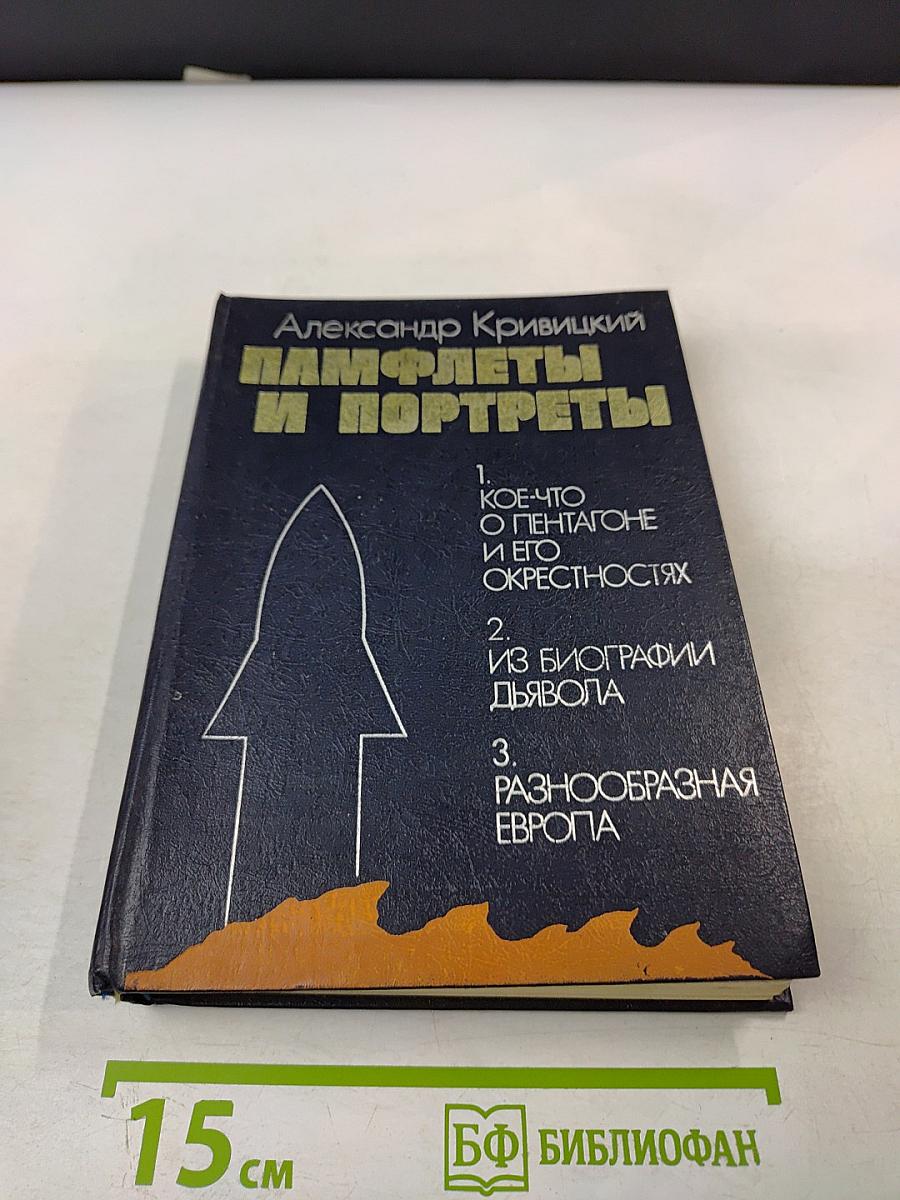 Александр Кривицкий
ПАМФЛЕТЫ
И ПОРТРЕТЫ
1.
КОЕ-ЧТО
О ПЕНТАГОНЕ
И ЕГО
ОКРЕСТНОСТЯХ
2.
ИЗ БИОГРАФИИ
ДЬЯВОЛА
3.
РАЗНООБРАЗНАЯ
ЕВРОПА
15 см
БФ БИБЛИОФАН